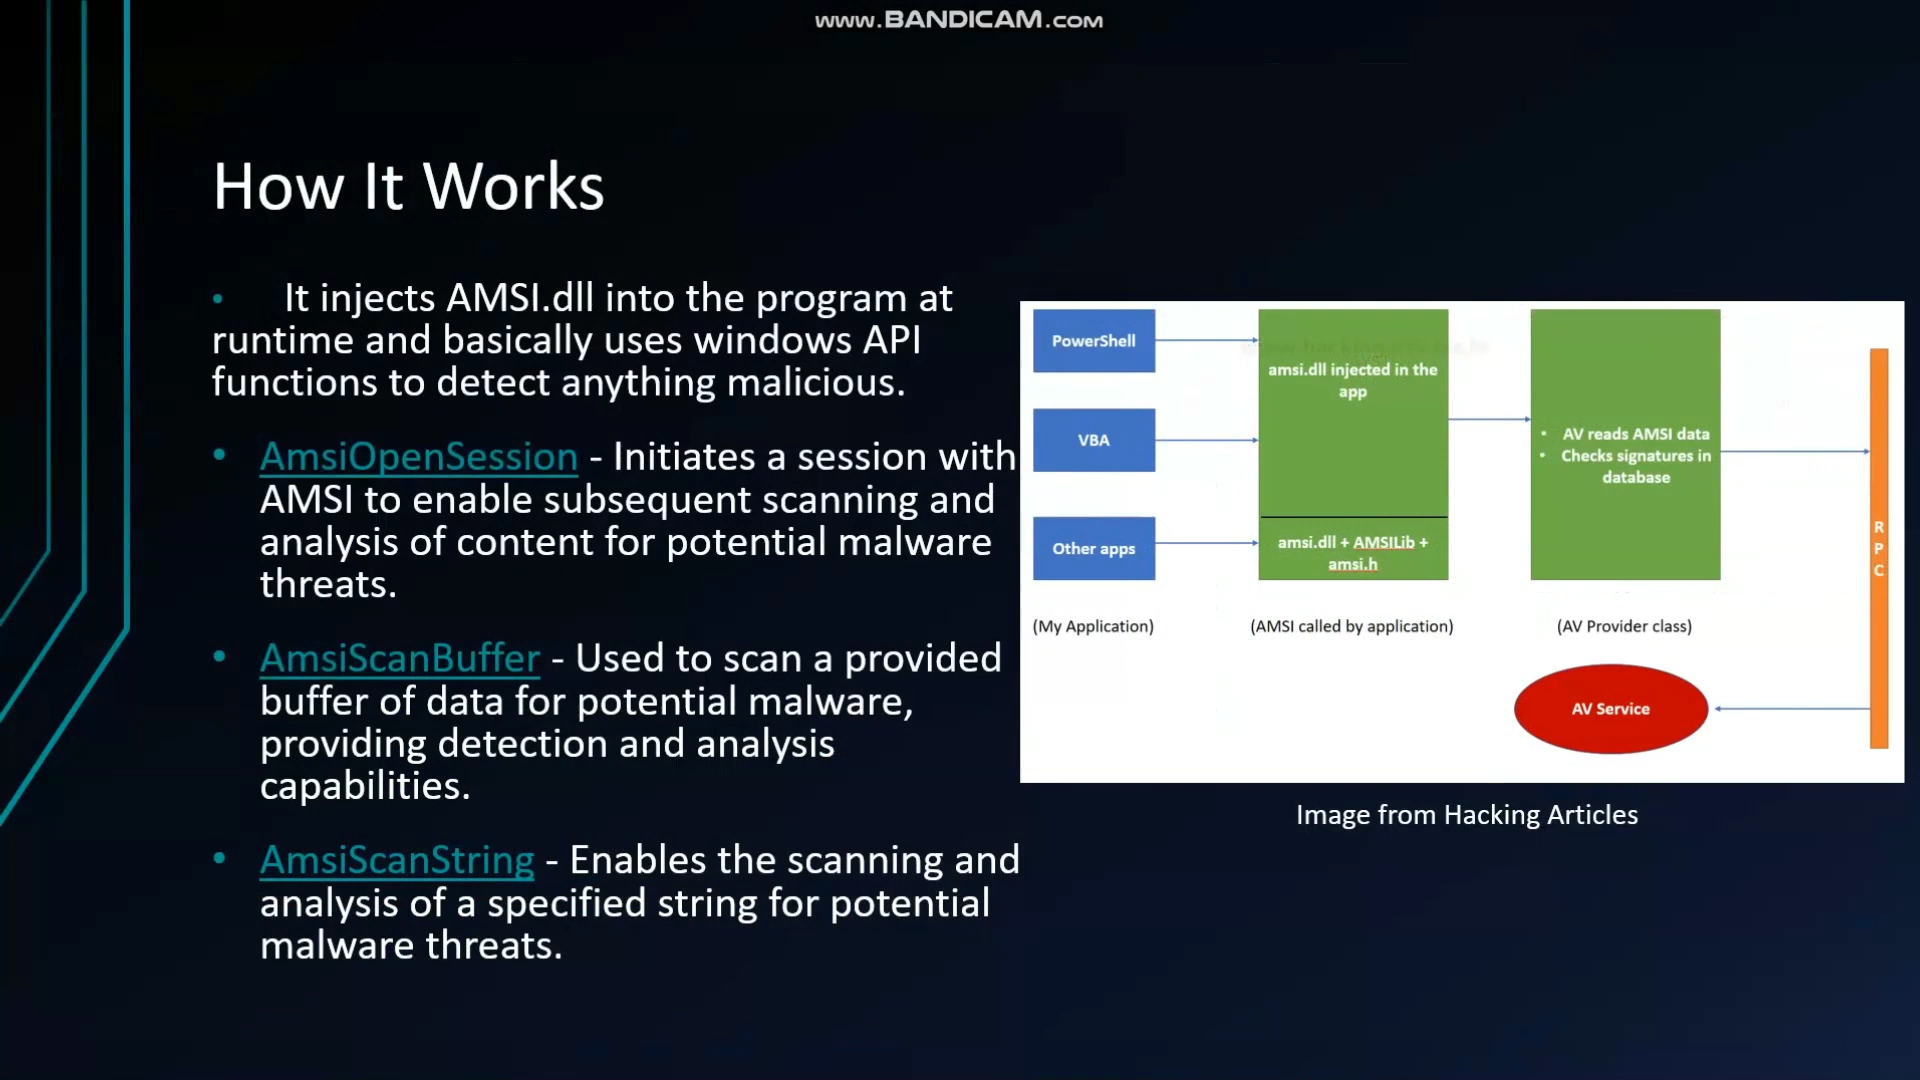 www.BANDICAM.com
How It Works
• It injects AMSI.dll into the program at
runtime and basically uses windows API
functions to detect anything malicious.
• AmsiOpenSession - Initiates a session with
AMSI to enable subsequent scanning and
analysis of content for potential malware
threats.
• AmsiScanBuffer - Used to scan a provided
buffer of data for potential malware,
providing detection and analysis
capabilities.
• AmsiScanString - Enables the scanning and
analysis of a specified string for potential
malware threats.
PowerShell
VBA
Other apps
(My Application)
amsi.dll injected in the
app
amsi.dll + AMSILib +
amsi.h
(AMSI called by application)
• AV reads AMSI data
• Checks signatures in
database
(AV Provider class)
R
P
C
AV Service
Image from Hacking Articles